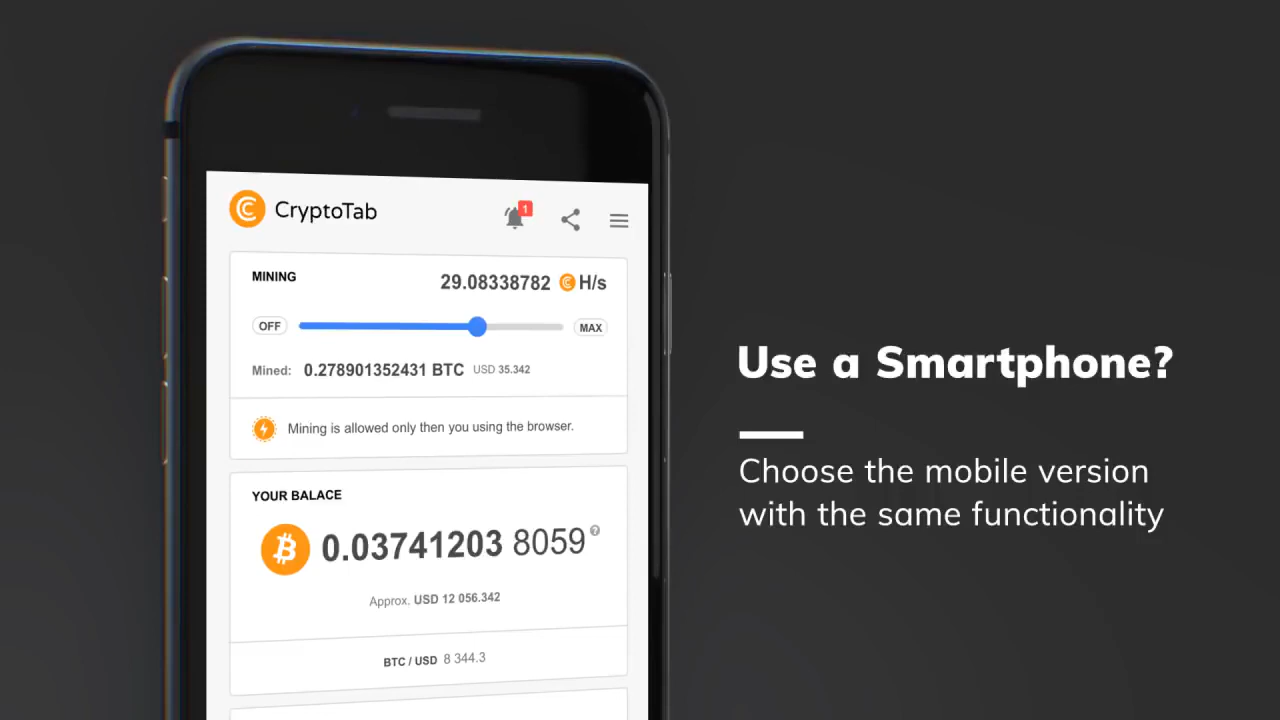 CryptoTab
1
MINING
29.08338782 H/s
OFF
MAX
Mined: 0.278901352431 BTC USD 35.342
Mining is allowed only then you using the browser.
YOUR BALACE
0.03741203 8059 ?
Approx. USD 12 056.342
BTC / USD 8 344.3
Use a Smartphone?
Choose the mobile version
with the same functionality